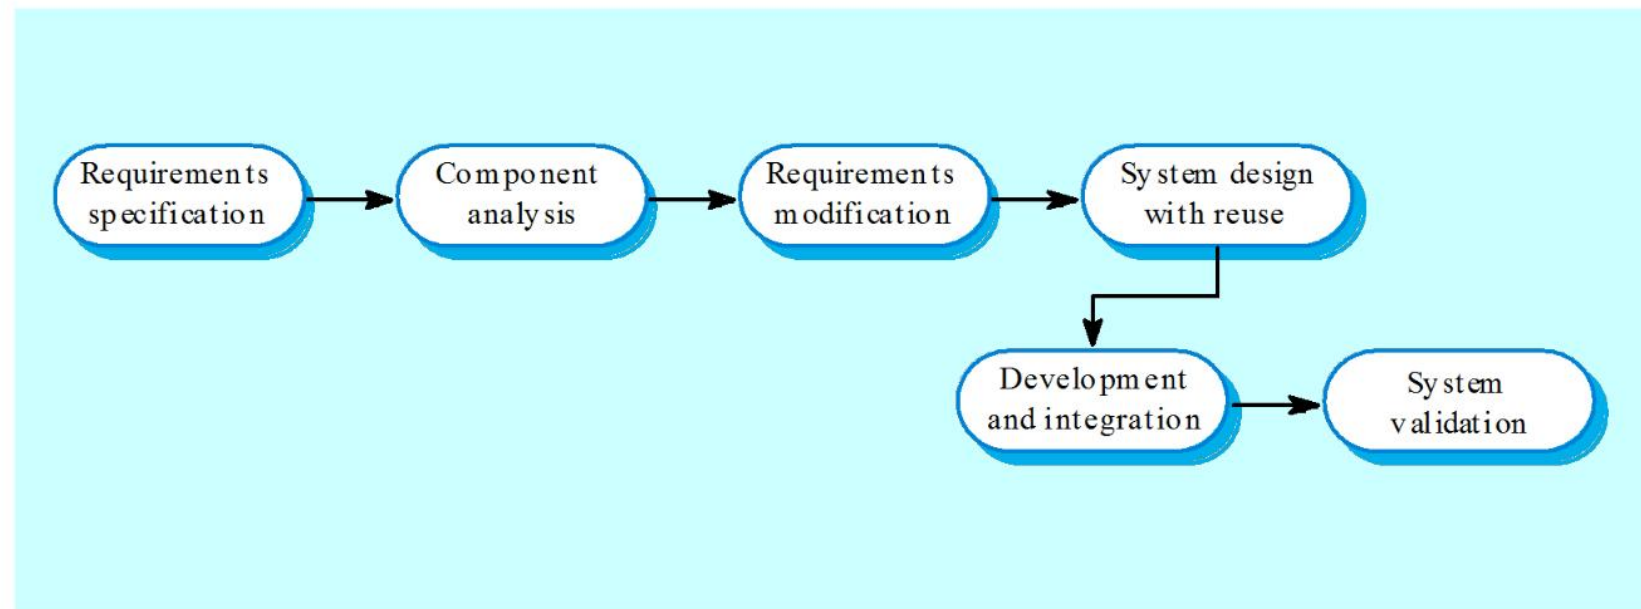 Requirements
specification
Component
analysis
Requirements
modification
System design
with reuse
Development
and integration
System
validation